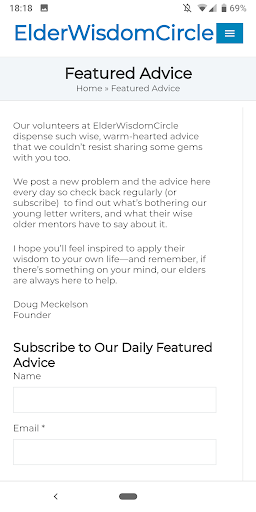 18:18
69%
ElderWisdomCircle
Featured Advice
Home » Featured Advice
Our volunteers at ElderWisdomCircle
dispense such wise, warm-hearted advice
that we couldn't resist sharing some gems
with you too.
We post a new problem and the advice here
every day so check back regularly (or
subscribe) to find out what's bothering our
young letter writers, and what their wise
older mentors have to say about it.
I hope you'll feel inspired to apply their
wisdom to your own life—and remember, if
there's something on your mind, our elders
are always here to help.
Doug Meckelson
Founder
Subscribe to Our Daily Featured
Advice
Name
Email *